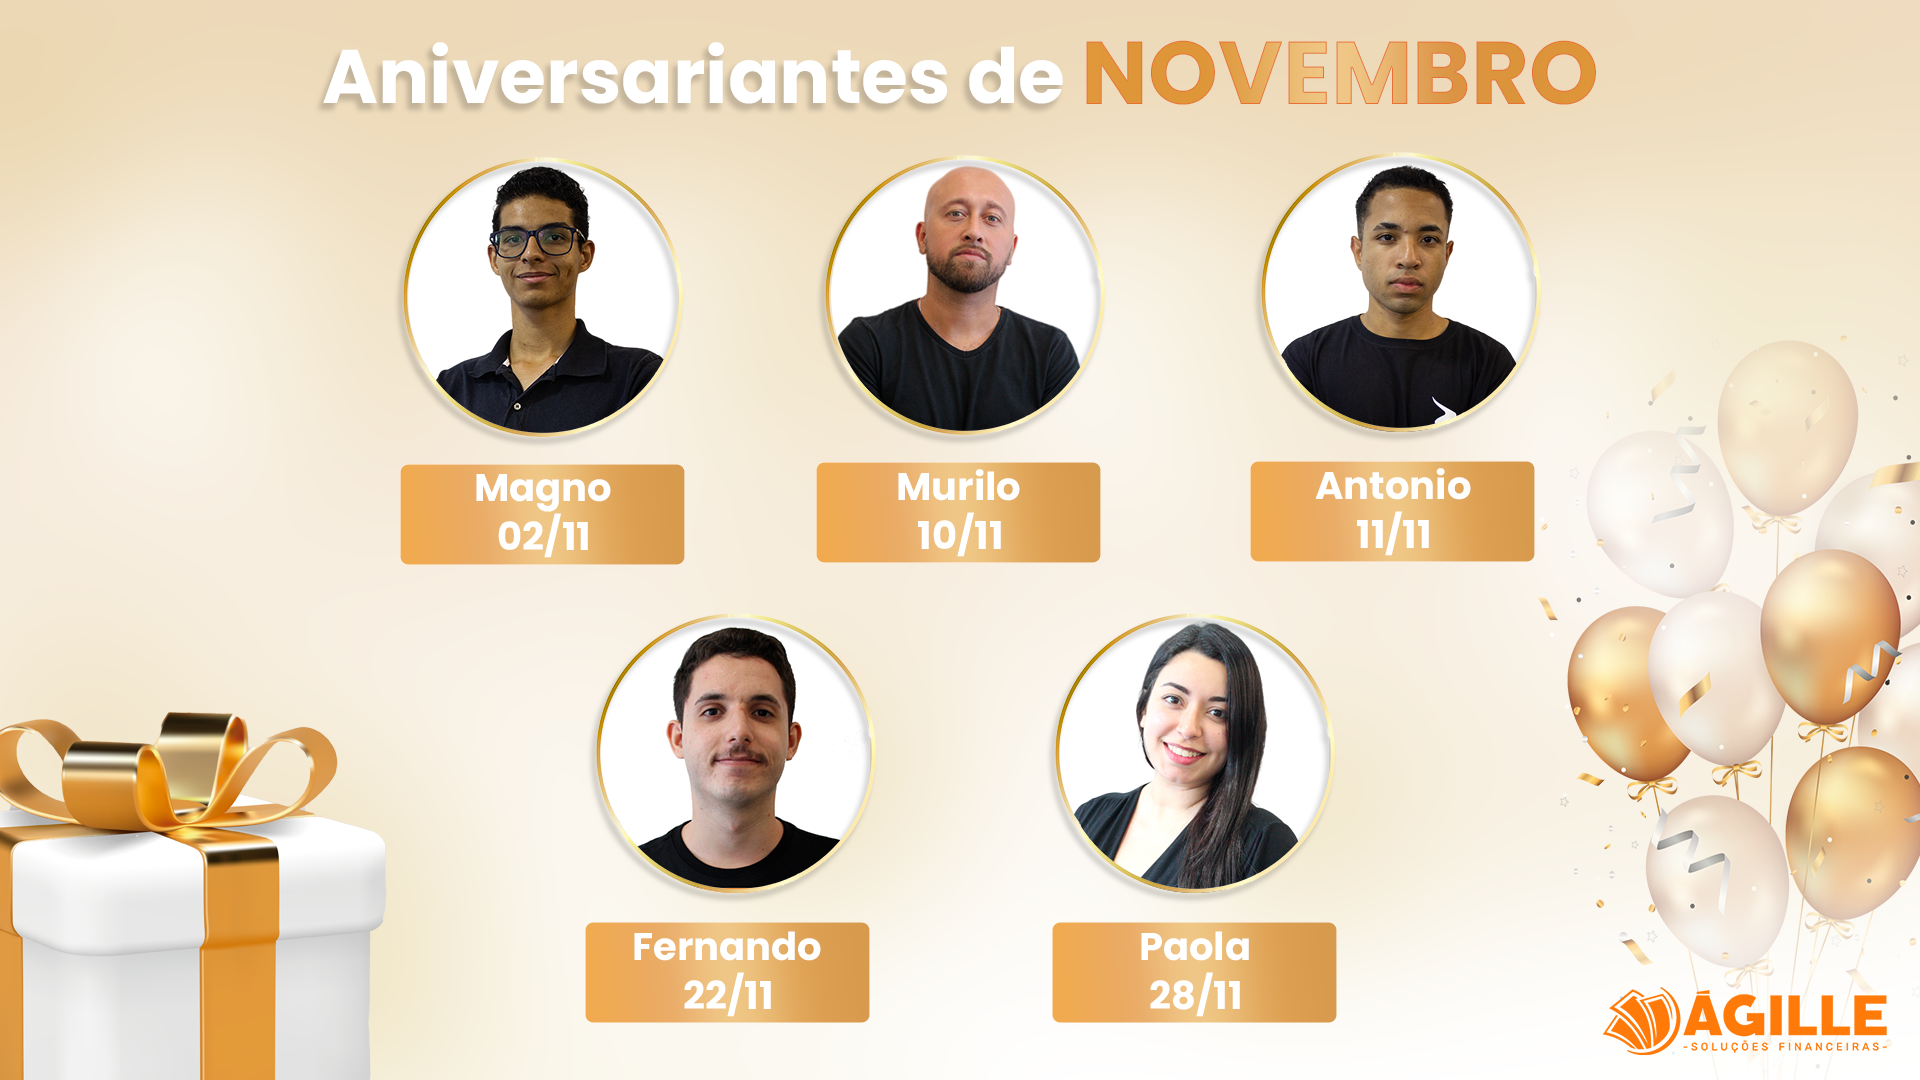 Aniversariantes de NOVEMBRO
Magno
02/11
Murilo
10/11
Antonio
11/11
Fernando
22/11
Paola
28/11
ÁGILLE
-SOLUÇÕES FINANCEIRAS-